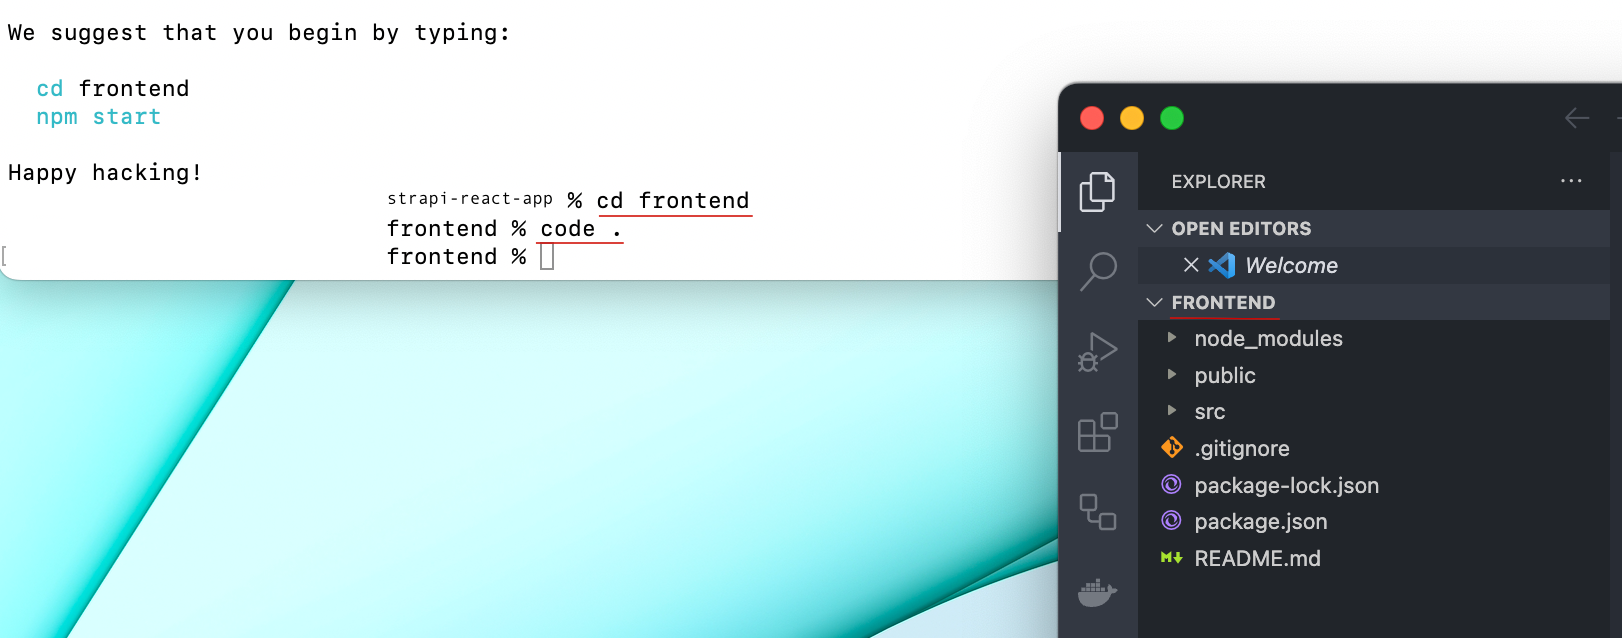 We suggest that you begin by typing:
cd frontend
npm start
Happy hacking!
strapi-react-app % cd frontend
frontend % code .
frontend %
EXPLORER
OPEN EDITORS
Welcome
FRONTEND
node_modules
public
src
.gitignore
package-lock.json
package.json
README.md